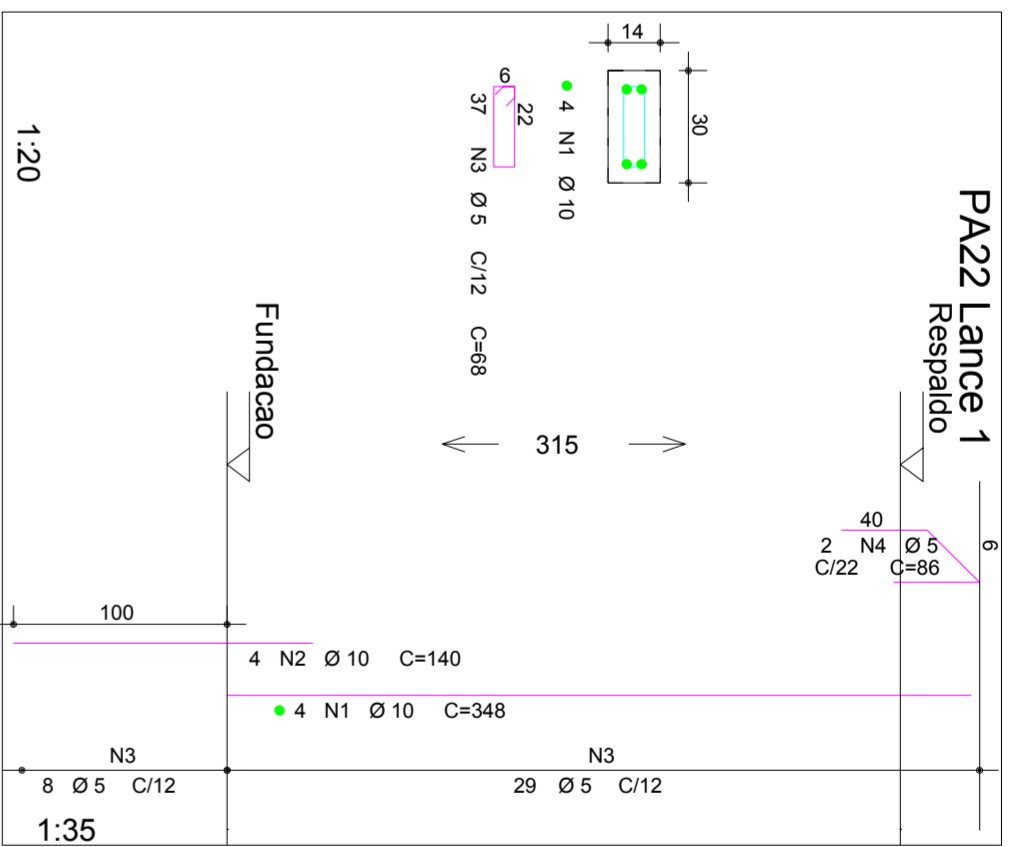 PA22 Lance 1
Respaldo
14
30
4 N1 Ø 10
6
22
37 N3 Ø 5 C/12 C=68
1:20
Fundacao
315
40
6
2 N4 Ø 5
C/22 C=86
100
4 N2 Ø 10 C=140
4 N1 Ø 10 C=348
N3
8 Ø 5 C/12
N3
29 Ø 5 C/12
1:35